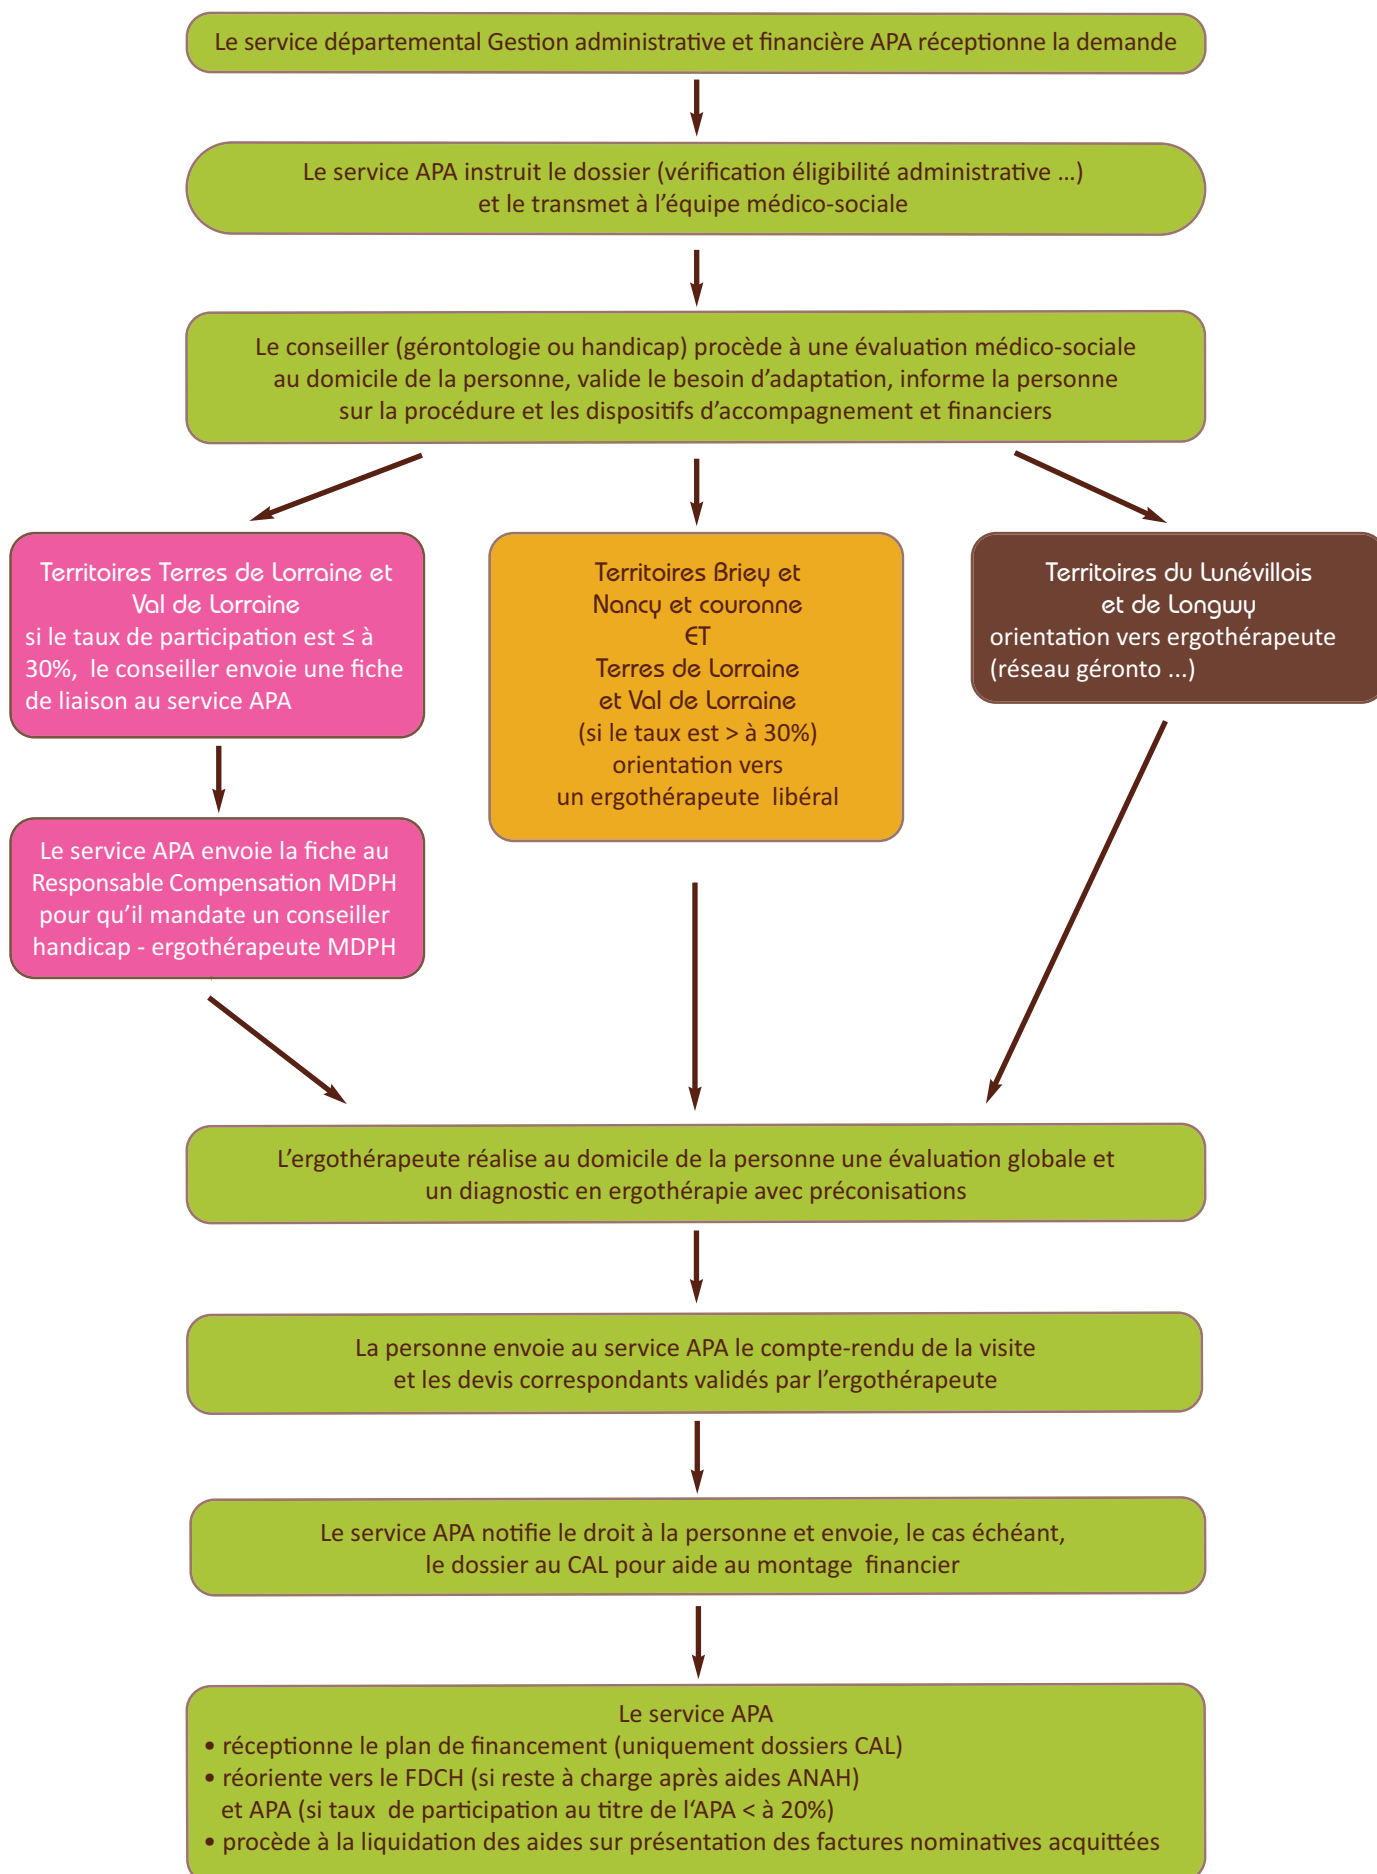 Le service départemental Gestion administrative et financière APA réceptionne la demande
Le service APA instruit le dossier (vérification éligibilité administrative ...)
et le transmet à l’équipe médico-sociale
Le conseiller (gérontologie ou handicap) procède à une évaluation médico-sociale
au domicile de la personne, valide le besoin d’adaptation, informe la personne
sur la procédure et les dispositifs d’accompagnement et financiers
Territoires Terres de Lorraine et
Val de Lorraine
si le taux de participation est ≤ à
30%, le conseiller envoie une fiche
de liaison au service APA
Le service APA envoie la fiche au
Responsable Compensation MDPH
pour qu’il mandate un conseiller
handicap - ergothérapeute MDPH
Territoires Briey et
Nancy et couronne
ET
Terres de Lorraine
et Val de Lorraine
(si le taux est > à 30%)
orientation vers
un ergothérapeute libéral
Territoires du Lunévillois
et de Longwy
orientation vers ergothérapeute
(réseau géronto ...)
L’ergothérapeute réalise au domicile de la personne une évaluation globale et
un diagnostic en ergothérapie avec préconisations
La personne envoie au service APA le compte-rendu de la visite
et les devis correspondants validés par l’ergothérapeute
Le service APA notifie le droit à la personne et envoie, le cas échéant,
le dossier au CAL pour aide au montage financier
Le service APA
• réceptionne le plan de financement (uniquement dossiers CAL)
• réoriente vers le FDCH (si reste à charge après aides ANAH)
et APA (si taux de participation au titre de l‘APA < à 20%)
• procède à la liquidation des aides sur présentation des factures nominatives acquittées